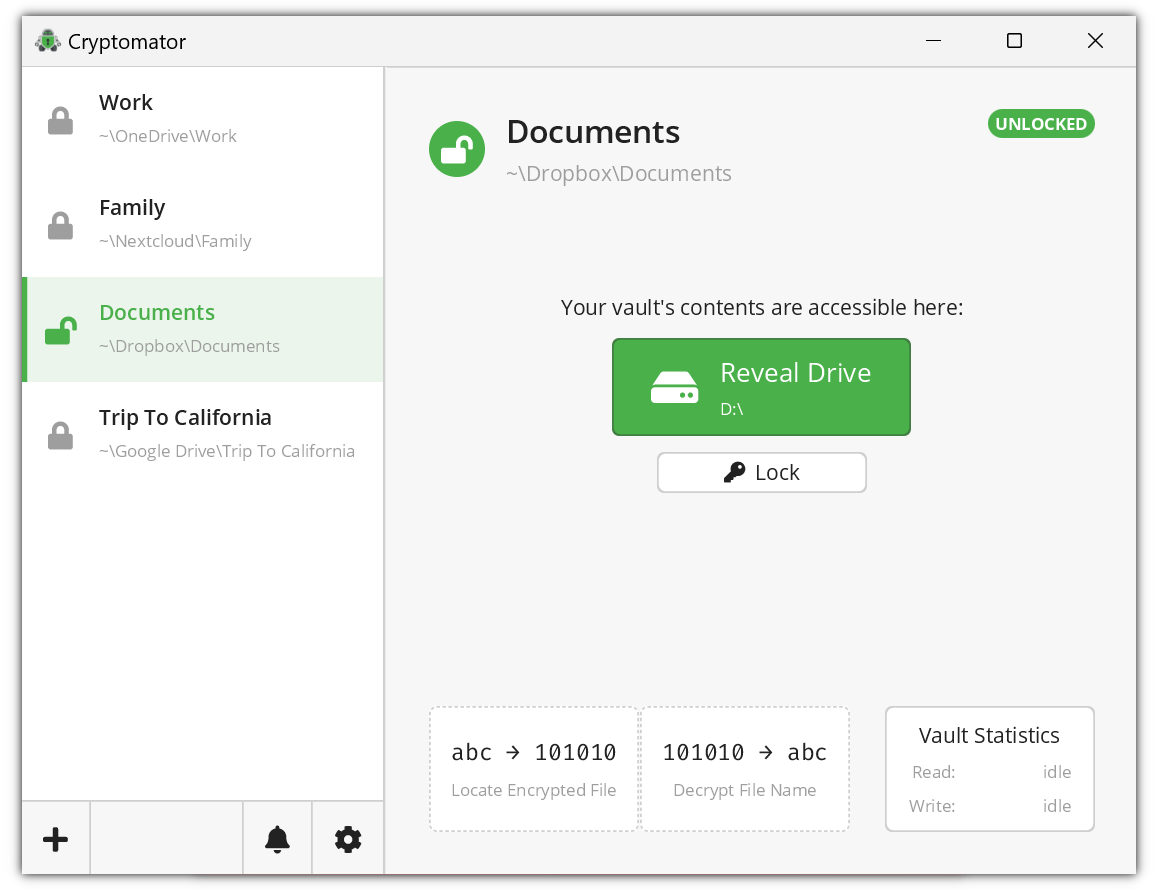 Cryptomator
Work
~\OneDrive\Work
Family
~\Nextcloud\Family
Documents
~\Dropbox\Documents
Trip To California
~\Google Drive\Trip To California
Documents
~\Dropbox\Documents
UNLOCKED
Your vault's contents are accessible here:
Reveal Drive
D:\
Lock
abc → 101010
Locate Encrypted File
101010 → abc
Decrypt File Name
Vault Statistics
Read: idle
Write: idle